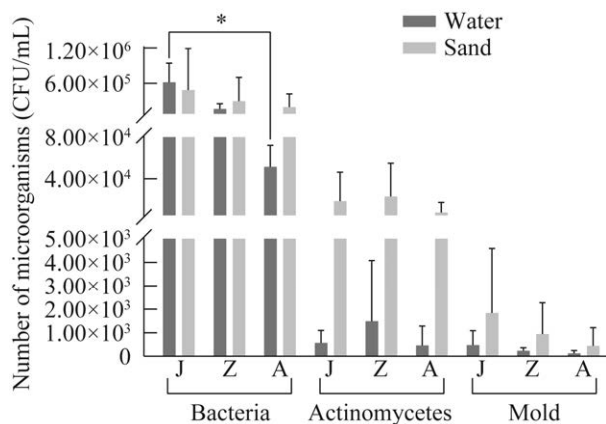 Water
Sand
*
Number of microorganisms (CFU/mL)
1.20×10⁶
6.00×10⁵
8.00×10⁴
4.00×10⁴
5.00×10³
4.00×10³
3.00×10³
2.00×10³
1.00×10³
0
J Z A J Z A J Z A
Bacteria Actinomycetes Mold